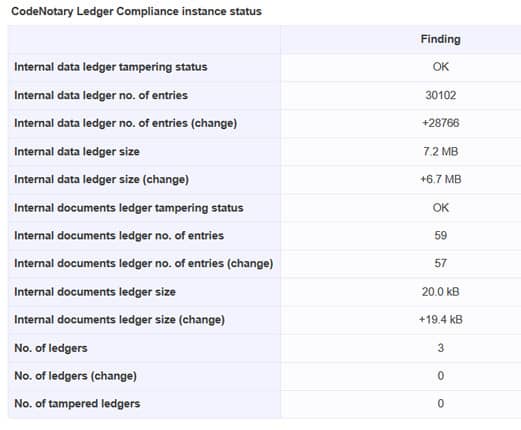 CodeNotary Ledger Compliance instance status
Finding
Internal data ledger tampering status OK
Internal data ledger no. of entries 30102
Internal data ledger no. of entries (change) +28766
Internal data ledger size 7.2 MB
Internal data ledger size (change) +6.7 MB
Internal documents ledger tampering status OK
Internal documents ledger no. of entries 59
Internal documents ledger no. of entries (change) 57
Internal documents ledger size 20.0 kB
Internal documents ledger size (change) +19.4 kB
No. of ledgers 3
No. of ledgers (change) 0
No. of tampered ledgers 0